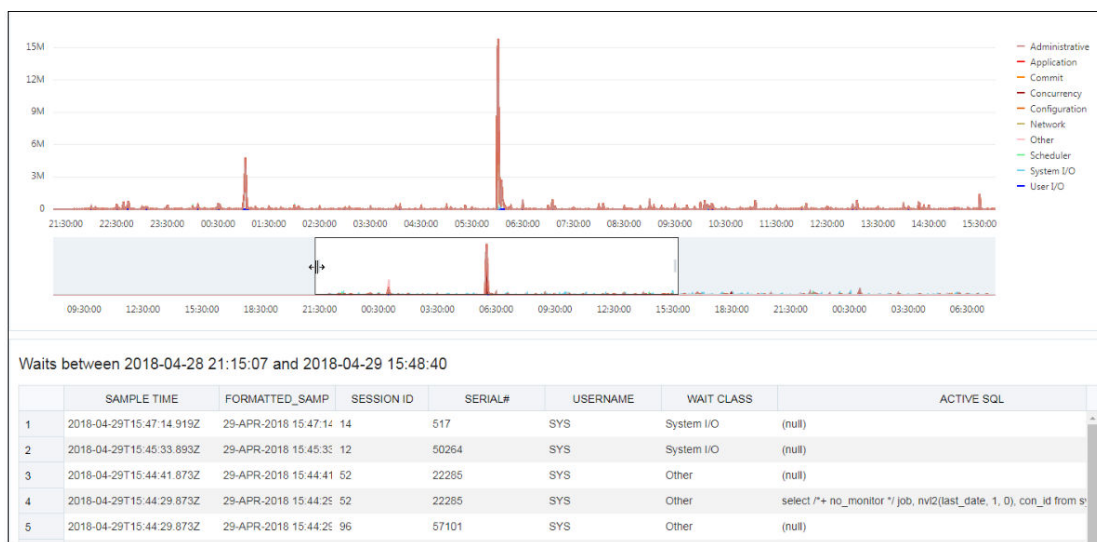 15M
12M
9M
6M
3M
0
21:30:00 22:30:00 23:30:00 00:30:00 01:30:00 02:30:00 03:30:00 04:30:00 05:30:00 06:30:00 07:30:00 08:30:00 09:30:00 10:30:00 11:30:00 12:30:00 13:30:00 14:30:00 15:30:00
Administrative
Application
Commit
Concurrency
Configuration
Network
Other
Scheduler
System I/O
User I/O
09:30:00 12:30:00 15:30:00 18:30:00 21:30:00 00:30:00 03:30:00 06:30:00 09:30:00 12:30:00 15:30:00 18:30:00 21:30:00 00:30:00 03:30:00 06:30:00
Waits between 2018-04-28 21:15:07 and 2018-04-29 15:48:40
SAMPLE TIME FORMATTED_SAMP SESSION ID SERIAL# USERNAME WAIT CLASS ACTIVE SQL
1 2018-04-29T15:47:14.919Z 29-APR-2018 15:47:14 14 517 SYS System I/O (null)
2 2018-04-29T15:45:33.893Z 29-APR-2018 15:45:33 12 50264 SYS System I/O (null)
3 2018-04-29T15:44:41.873Z 29-APR-2018 15:44:41 52 22285 SYS Other (null)
4 2018-04-29T15:44:29.873Z 29-APR-2018 15:44:29 52 22285 SYS Other select /*+ no_monitor */ job, nvl2(last_date, 1, 0), con_id from sy
5 2018-04-29T15:44:29.873Z 29-APR-2018 15:44:29 96 57101 SYS Other (null)